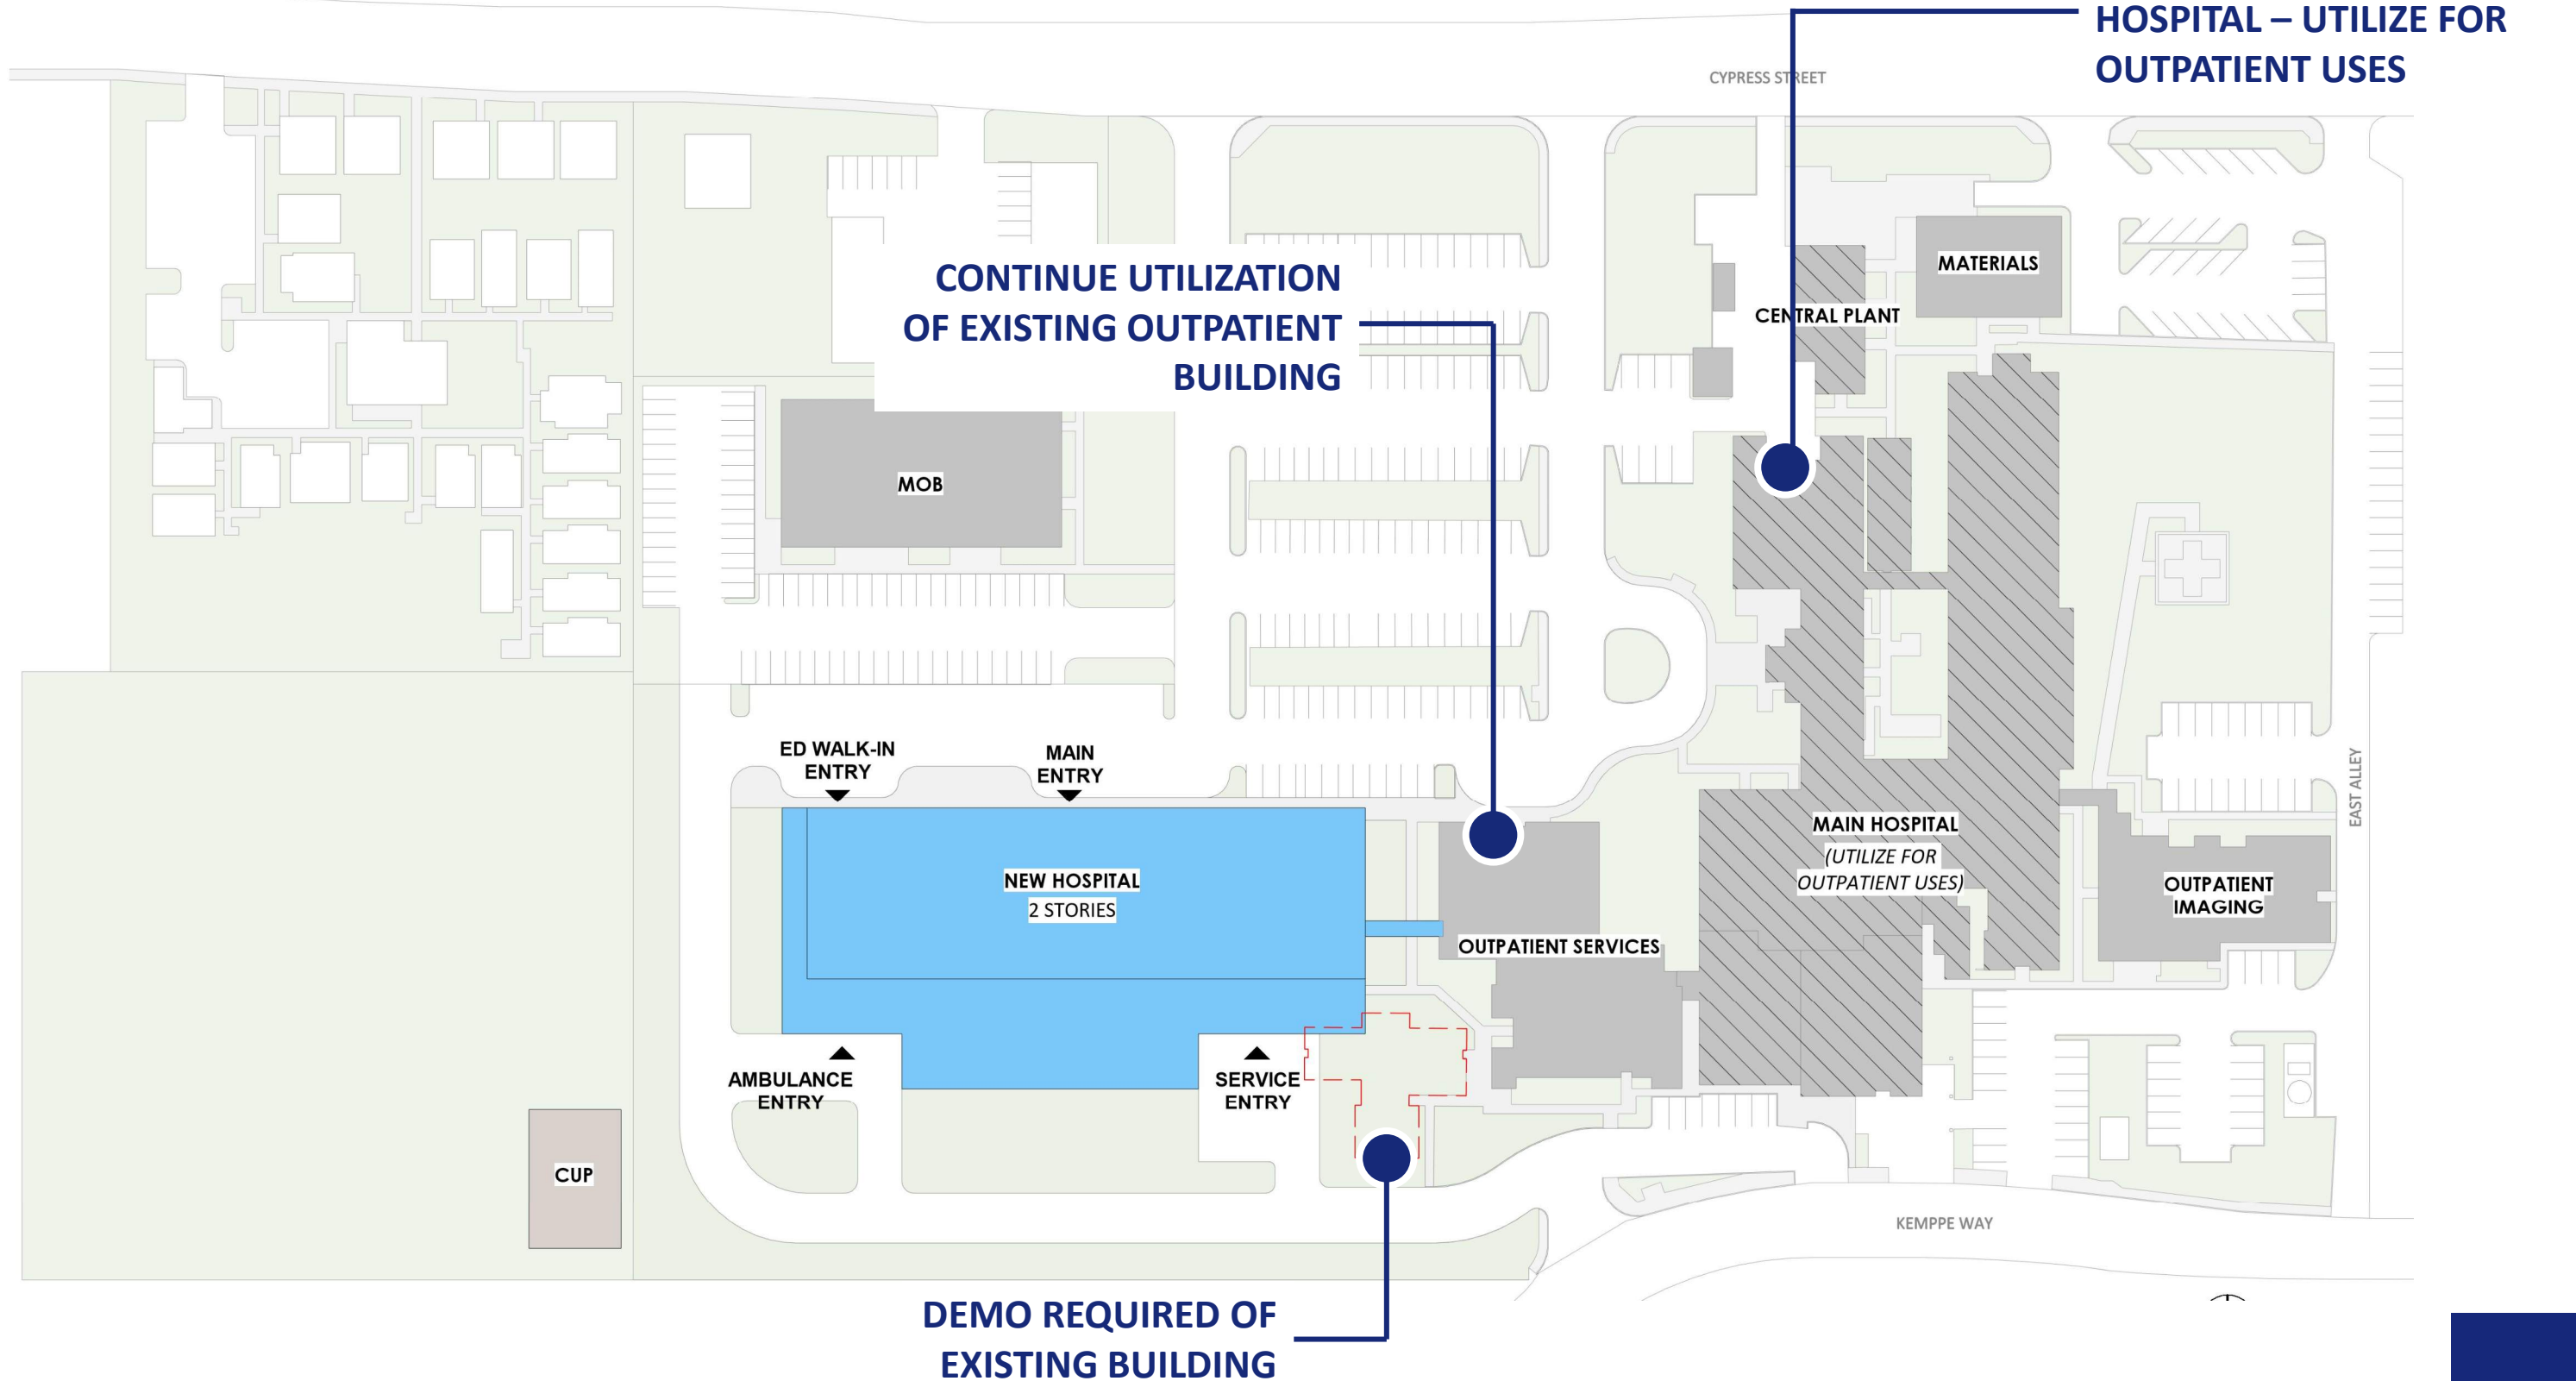 HOSPITAL – UTILIZE FOR
OUTPATIENT USES
CYPRESS STREET
CONTINUE UTILIZATION
OF EXISTING OUTPATIENT
BUILDING
MATERIALS
CENTRAL PLANT
MOB
ED WALK-IN
ENTRY
MAIN
ENTRY
EAST ALLEY
MAIN HOSPITAL
(UTILIZE FOR
OUTPATIENT USES)
NEW HOSPITAL
2 STORIES
OUTPATIENT
IMAGING
OUTPATIENT SERVICES
AMBULANCE
ENTRY
SERVICE
ENTRY
CUP
KEMPPE WAY
DEMO REQUIRED OF
EXISTING BUILDING